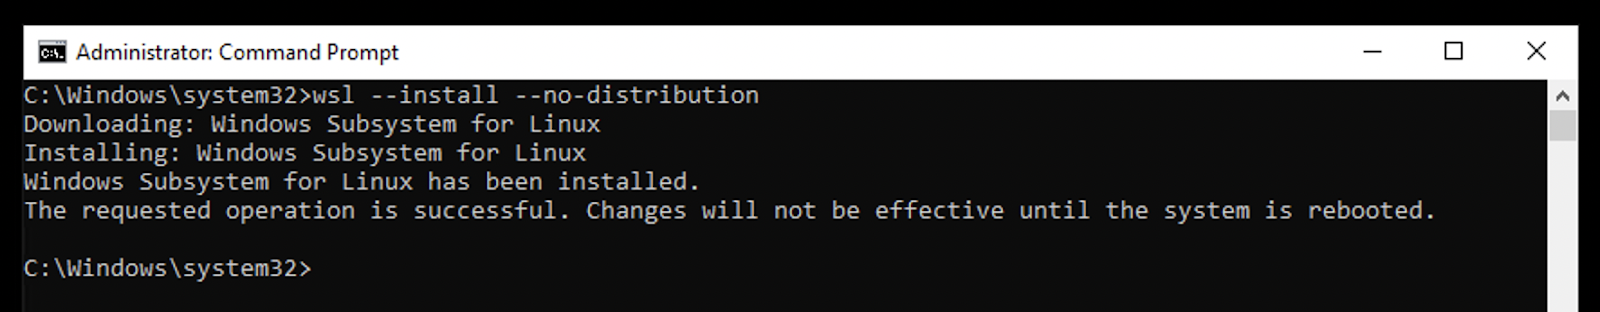 Administrator: Command Prompt
C:\Windows\system32>wsl --install --no-distribution
Downloading: Windows Subsystem for Linux
Installing: Windows Subsystem for Linux
Windows Subsystem for Linux has been installed.
The requested operation is successful. Changes will not be effective until the system is rebooted.
C:\Windows\system32>